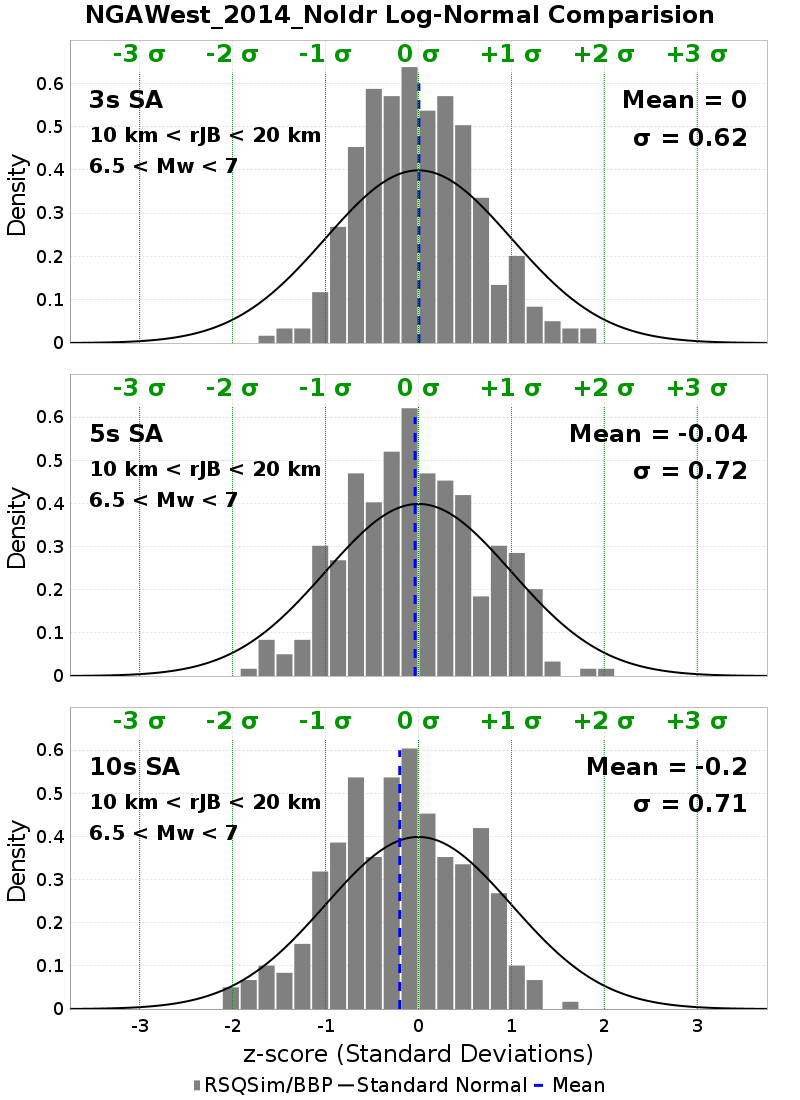 NGAWest_2014_NoIdr Log-Normal Comparision
-3 σ -2 σ -1 σ 0 σ +1 σ +2 σ +3 σ
0.6
3s SA Mean = 0
0.5
10 km < rJB < 20 km σ = 0.62
6.5 < Mw < 7
0.4
Density
0.3
0.2
0.1
0
-3 σ -2 σ -1 σ 0 σ +1 σ +2 σ +3 σ
0.6
5s SA Mean = -0.04
0.5
10 km < rJB < 20 km σ = 0.72
6.5 < Mw < 7
0.4
Density
0.3
0.2
0.1
0
-3 σ -2 σ -1 σ 0 σ +1 σ +2 σ +3 σ
0.6
10s SA Mean = -0.2
0.5
10 km < rJB < 20 km σ = 0.71
6.5 < Mw < 7
0.4
Density
0.3
0.2
0.1
0
-3 -2 -1 0 1 2 3
z-score (Standard Deviations)
RSQSim/BBP Standard Normal Mean